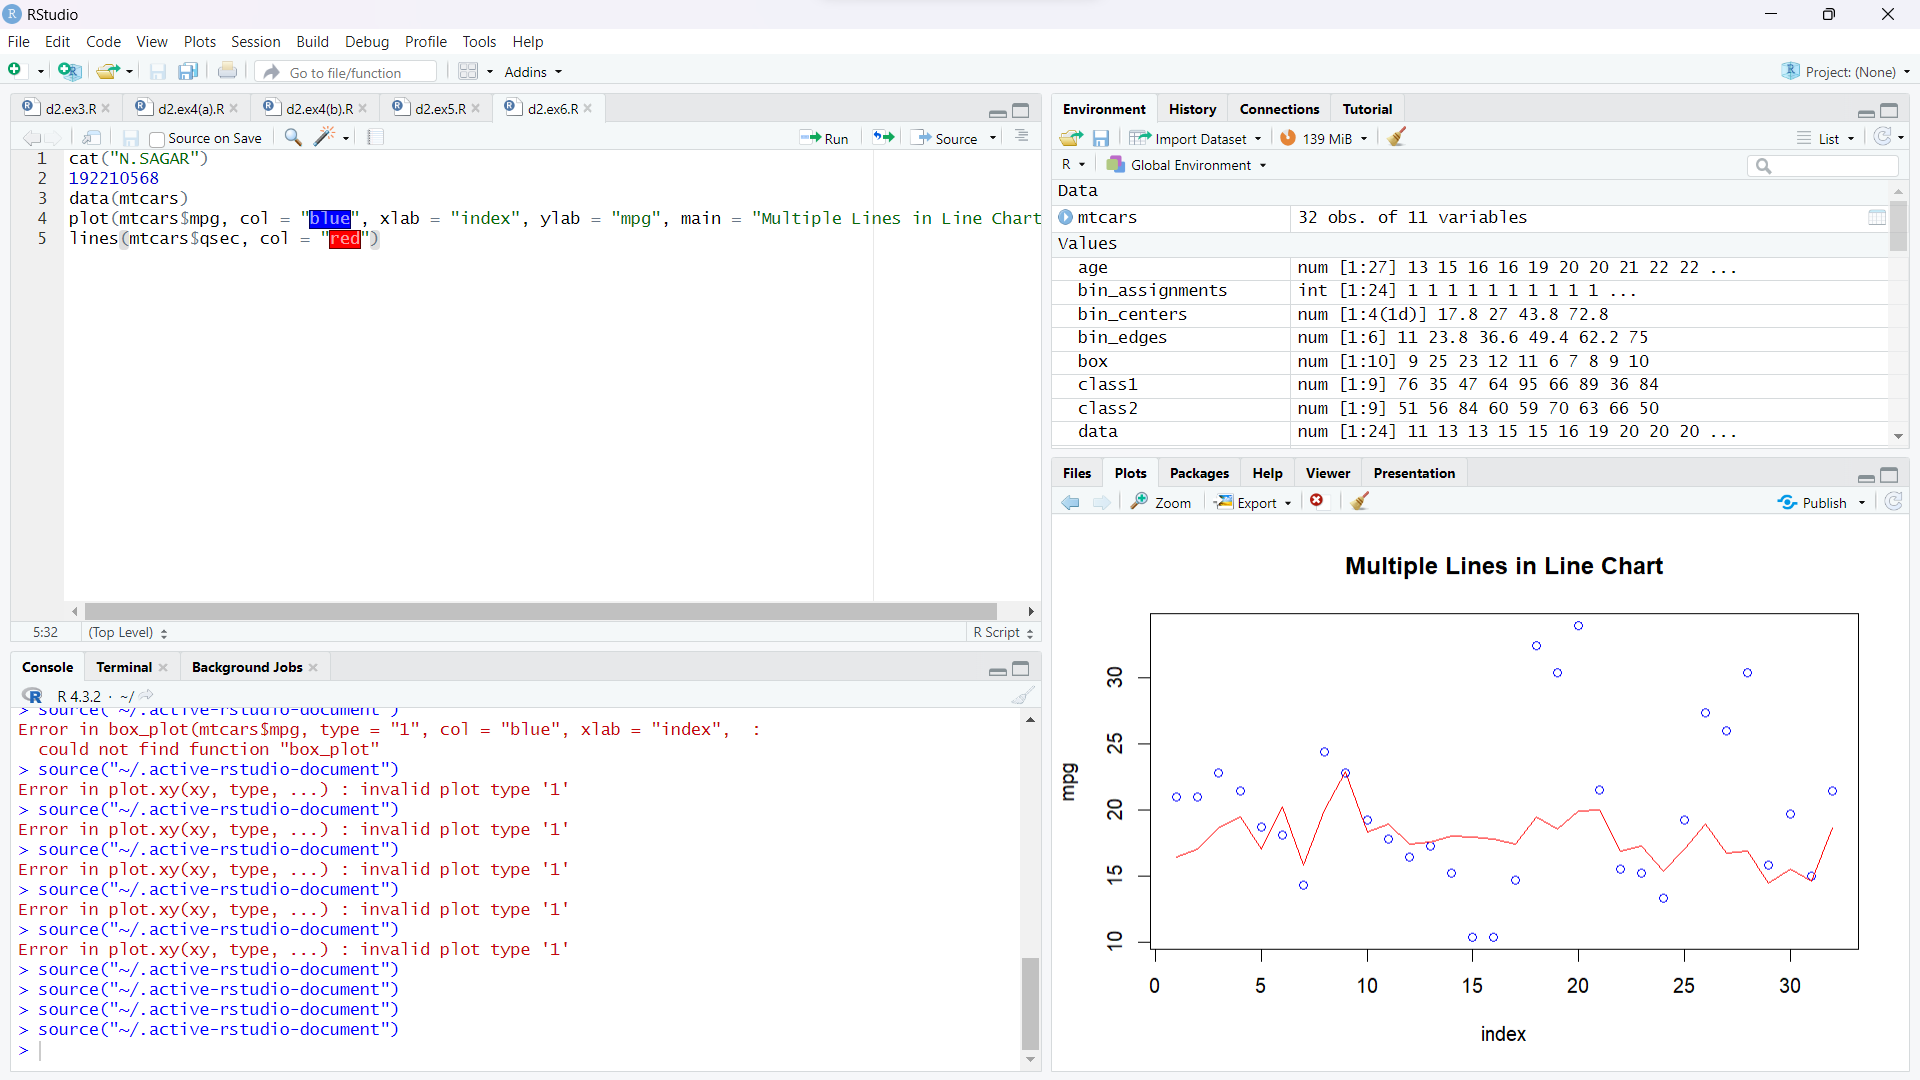 RStudio
File Edit Code View Plots Session Build Debug Profile Tools Help
Go to file/function Addins Project: (None)
d2.ex3.R d2.ex4(a).R d2.ex4(b).R d2.ex5.R d2.ex6.R
Source on Save Run Source
1 cat("N.SAGAR")
2 192210568
3 data(mtcars)
4 plot(mtcars$mpg, col = "blue", xlab = "index", ylab = "mpg", main = "Multiple Lines in Line Chart
5 lines(mtcars$qsec, col = "red")
5:32 (Top Level) R Script
Console Terminal Background Jobs
R 4.3.2 · ~/
> source("~/.active-rstudio-document")
Error in box_plot(mtcars$mpg, type = "1", col = "blue", xlab = "index", :
could not find function "box_plot"
> source("~/.active-rstudio-document")
Error in plot.xy(xy, type, ...) : invalid plot type '1'
> source("~/.active-rstudio-document")
Error in plot.xy(xy, type, ...) : invalid plot type '1'
> source("~/.active-rstudio-document")
Error in plot.xy(xy, type, ...) : invalid plot type '1'
> source("~/.active-rstudio-document")
Error in plot.xy(xy, type, ...) : invalid plot type '1'
> source("~/.active-rstudio-document")
Error in plot.xy(xy, type, ...) : invalid plot type '1'
> source("~/.active-rstudio-document")
> source("~/.active-rstudio-document")
> source("~/.active-rstudio-document")
> source("~/.active-rstudio-document")
>
Environment History Connections Tutorial
Import Dataset 139 MiB List
R Global Environment
Data
mtcars 32 obs. of 11 variables
Values
age num [1:27] 13 15 16 16 19 20 20 21 22 22 ...
bin_assignments int [1:24] 1 1 1 1 1 1 1 1 1 1 ...
bin_centers num [1:4(1d)] 17.8 27 43.8 72.8
bin_edges num [1:6] 11 23.8 36.6 49.4 62.2 75
box num [1:10] 9 25 23 12 11 6 7 8 9 10
class1 num [1:9] 76 35 47 64 95 66 89 36 84
class2 num [1:9] 51 56 84 60 59 70 63 66 50
data num [1:24] 11 13 13 15 15 16 19 20 20 20 ...
Files Plots Packages Help Viewer Presentation
Zoom Export Publish
Multiple Lines in Line Chart
30
25
20
15
10
mpg
0 5 10 15 20 25 30
index